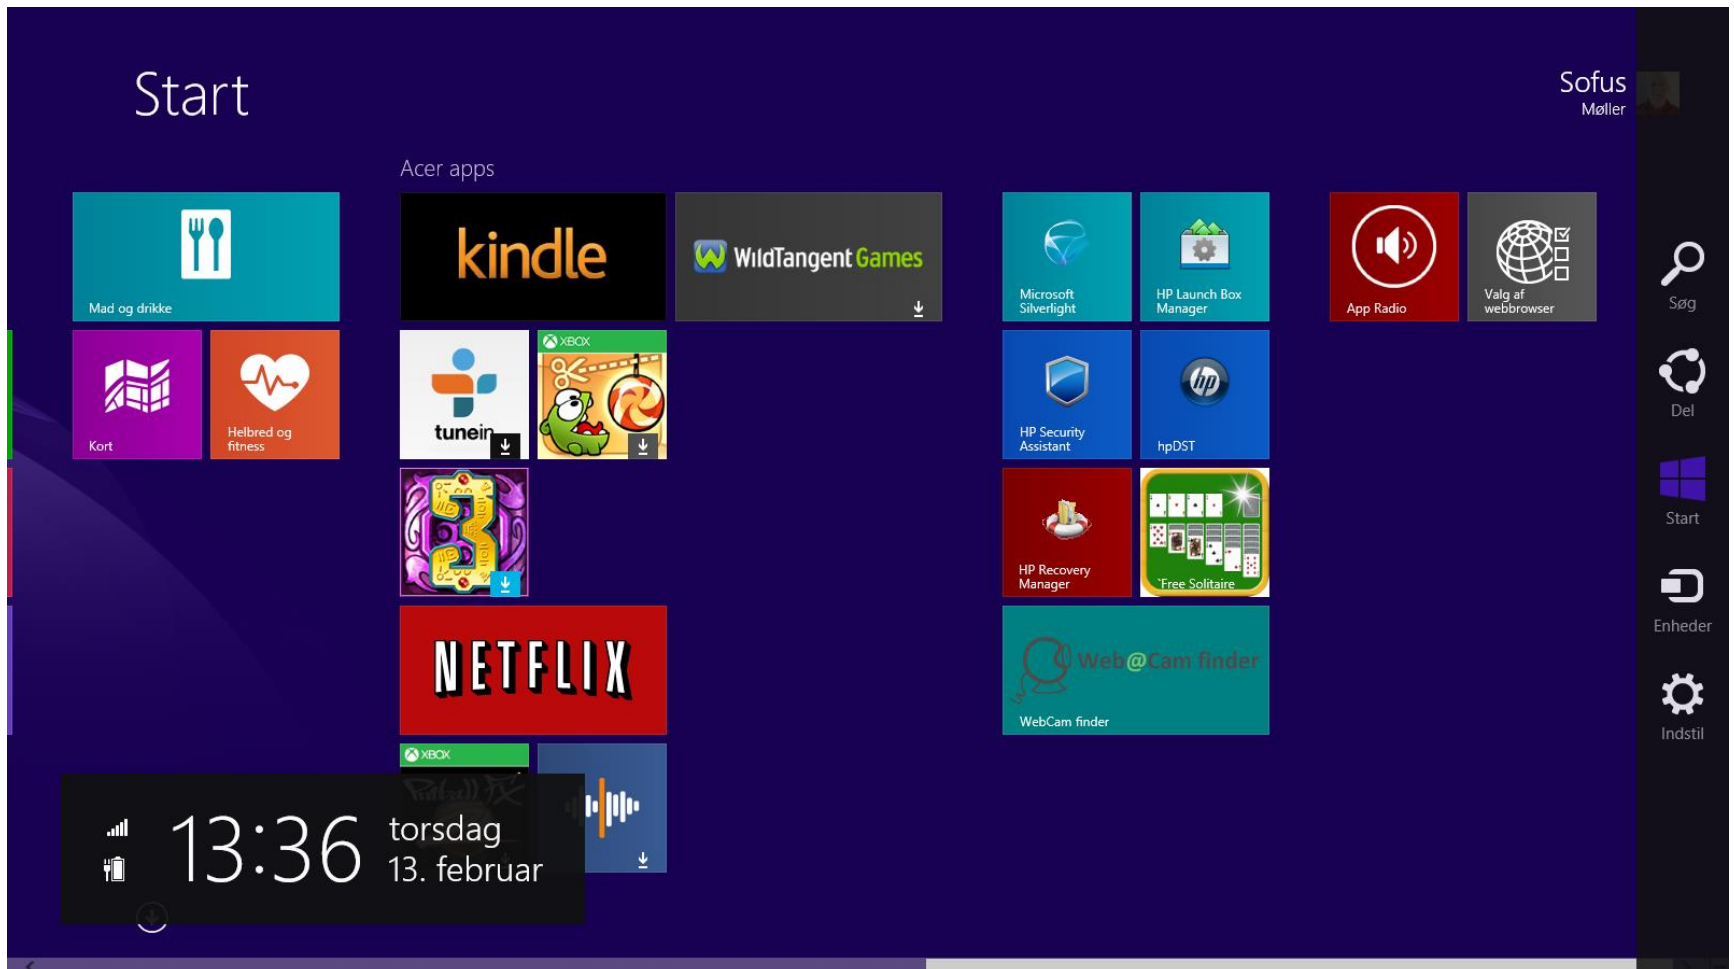 Start
Sofus
Møller
Acer apps
Mad og drikke
kindle
WildTangent Games
Microsoft
Silverlight
HP Launch Box
Manager
App Radio
Valg af
webbrowser
Søg
Kort
Helbred og
fitness
tunein
XBOX
HP Security
Assistant
hpDST
Del
3
HP Recovery
Manager
Free Solitaire
Start
NETFLIX
Web@Cam finder
WebCam finder
Enheder
Indstil
XBOX
13:36
torsdag
13. februar